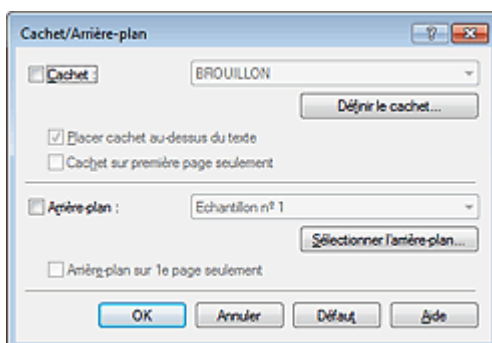 Cachet/Arrière-plan
Cachet : BROUILLON
Définir le cachet...
Placer cachet au-dessus du texte
Cachet sur première page seulement
Arrière-plan : Echantillon nº 1
Sélectionner l'arrière-plan...
Arrière-plan sur 1e page seulement
OK Annuler Défaut Aide